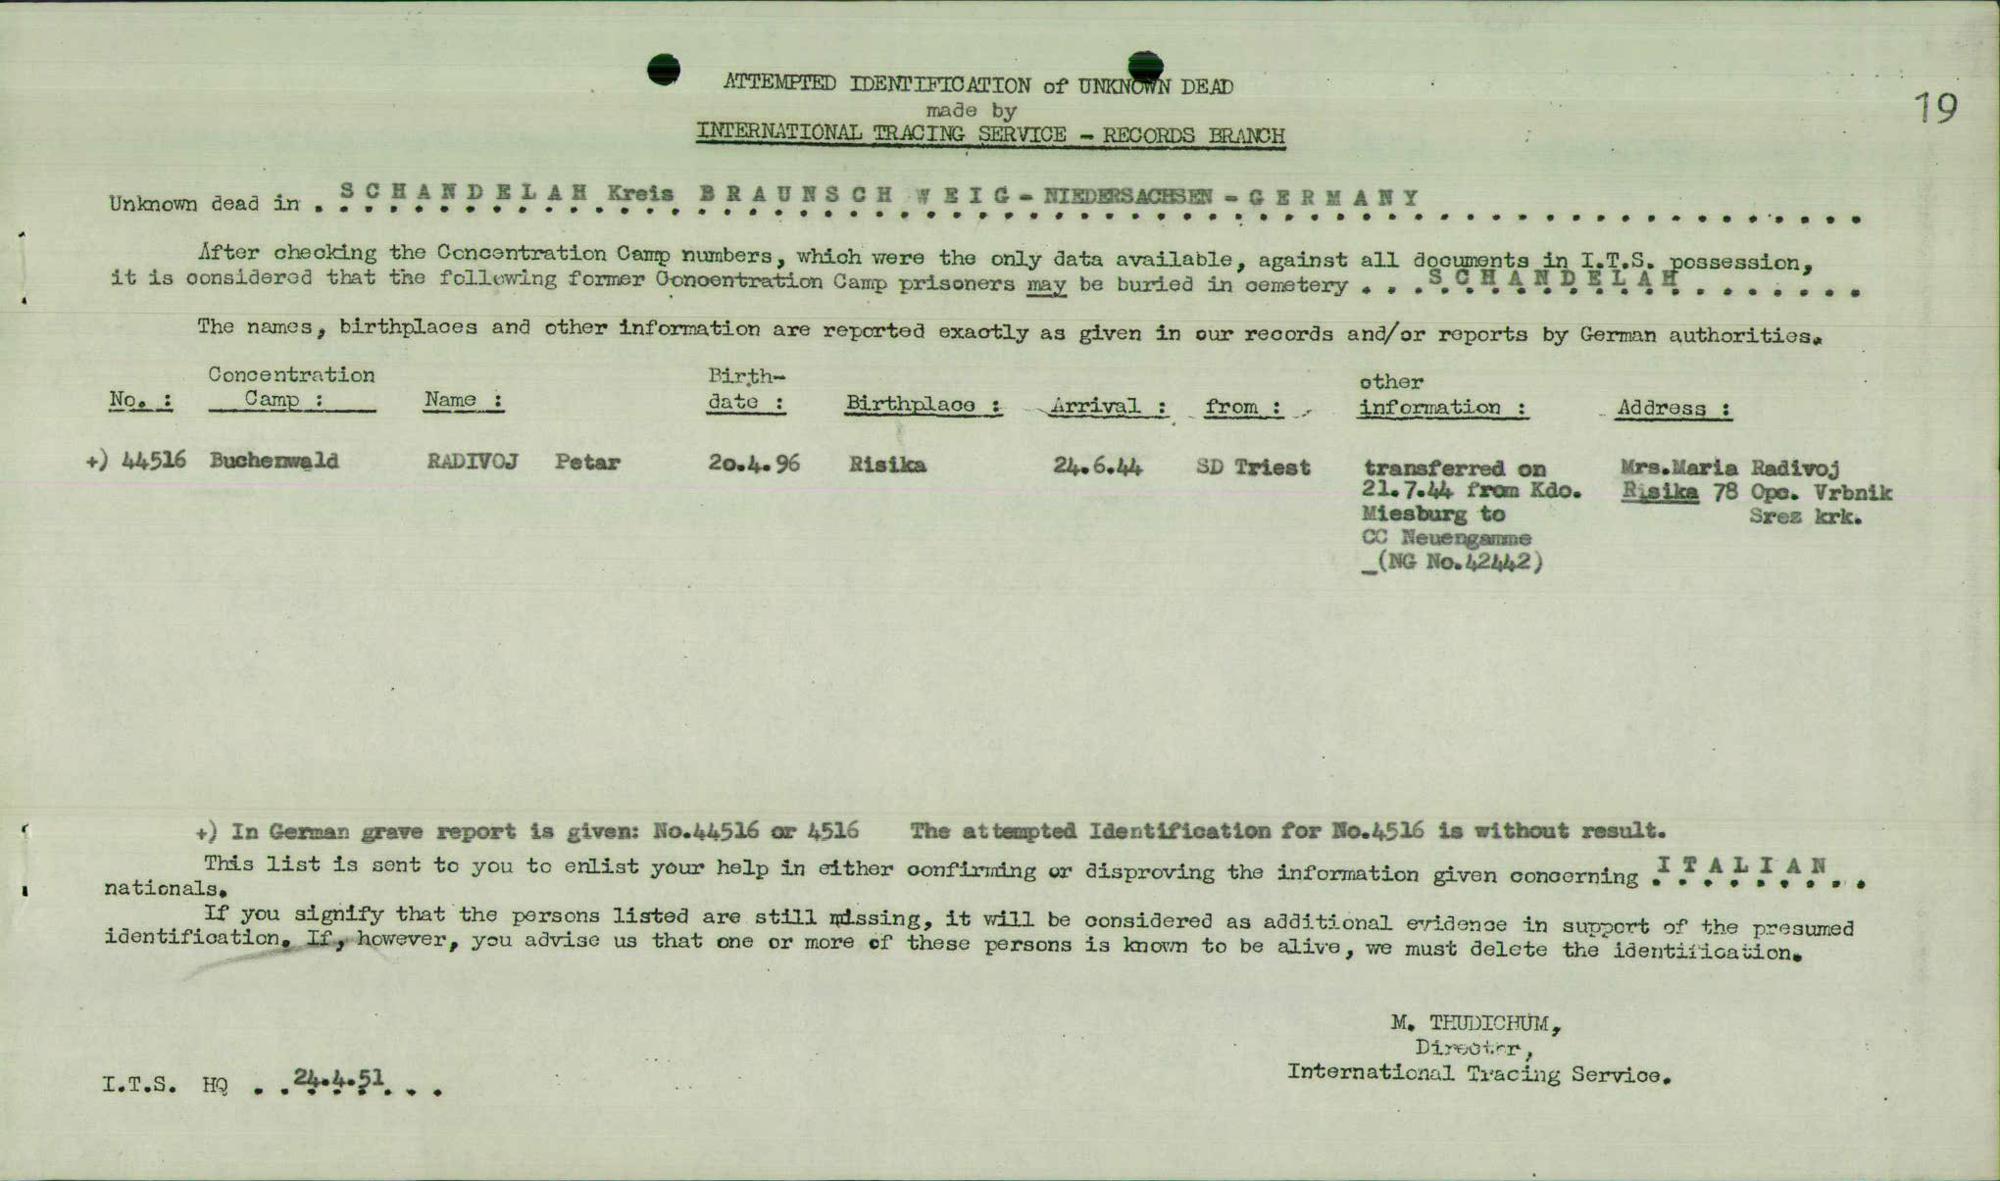 ATTEMPTED IDENTIFICATION of UNKNOWN DEAD
made by
INTERNATIONAL TRACING SERVICE - RECORDS BRANCH
19
Unknown dead in . SCHANDELAH Kreis BRAUNSCHWEIG - NIEDERSACHSEN - GERMANY
After checking the Concentration Camp numbers, which were the only data available, against all documents in I.T.S. possession,
it is considered that the following former Concentration Camp prisoners may be buried in cemetery . . . SCHANDELAH . . . . . . .
The names, birthplaces and other information are reported exactly as given in our records and/or reports by German authorities.
No. : Concentration Camp : Name : Birth-date : Birthplace : Arrival : from : other information : Address :
+) 44516 Buchenwald RADIVOJ Petar 20.4.96 Risika 24.6.44 SD Triest transferred on Mrs.Maria Radivoj
21.7.44 from Kdo. Risika 78 Opc. Vrbnik
Miesburg to Srez krk.
CC Neuengamme
_(NG No.42442)
+) In German grave report is given: No.44516 or 4516 The attempted Identification for No.4516 is without result.
This list is sent to you to enlist your help in either confirming or disproving the information given concerning ITALIAN
nationals.
If you signify that the persons listed are still missing, it will be considered as additional evidence in support of the presumed
identification. If, however, you advise us that one or more of these persons is known to be alive, we must delete the identification.
M. THUDICHUM,
Director,
International Tracing Service.
I.T.S. HQ . . 24.4.51 . . .